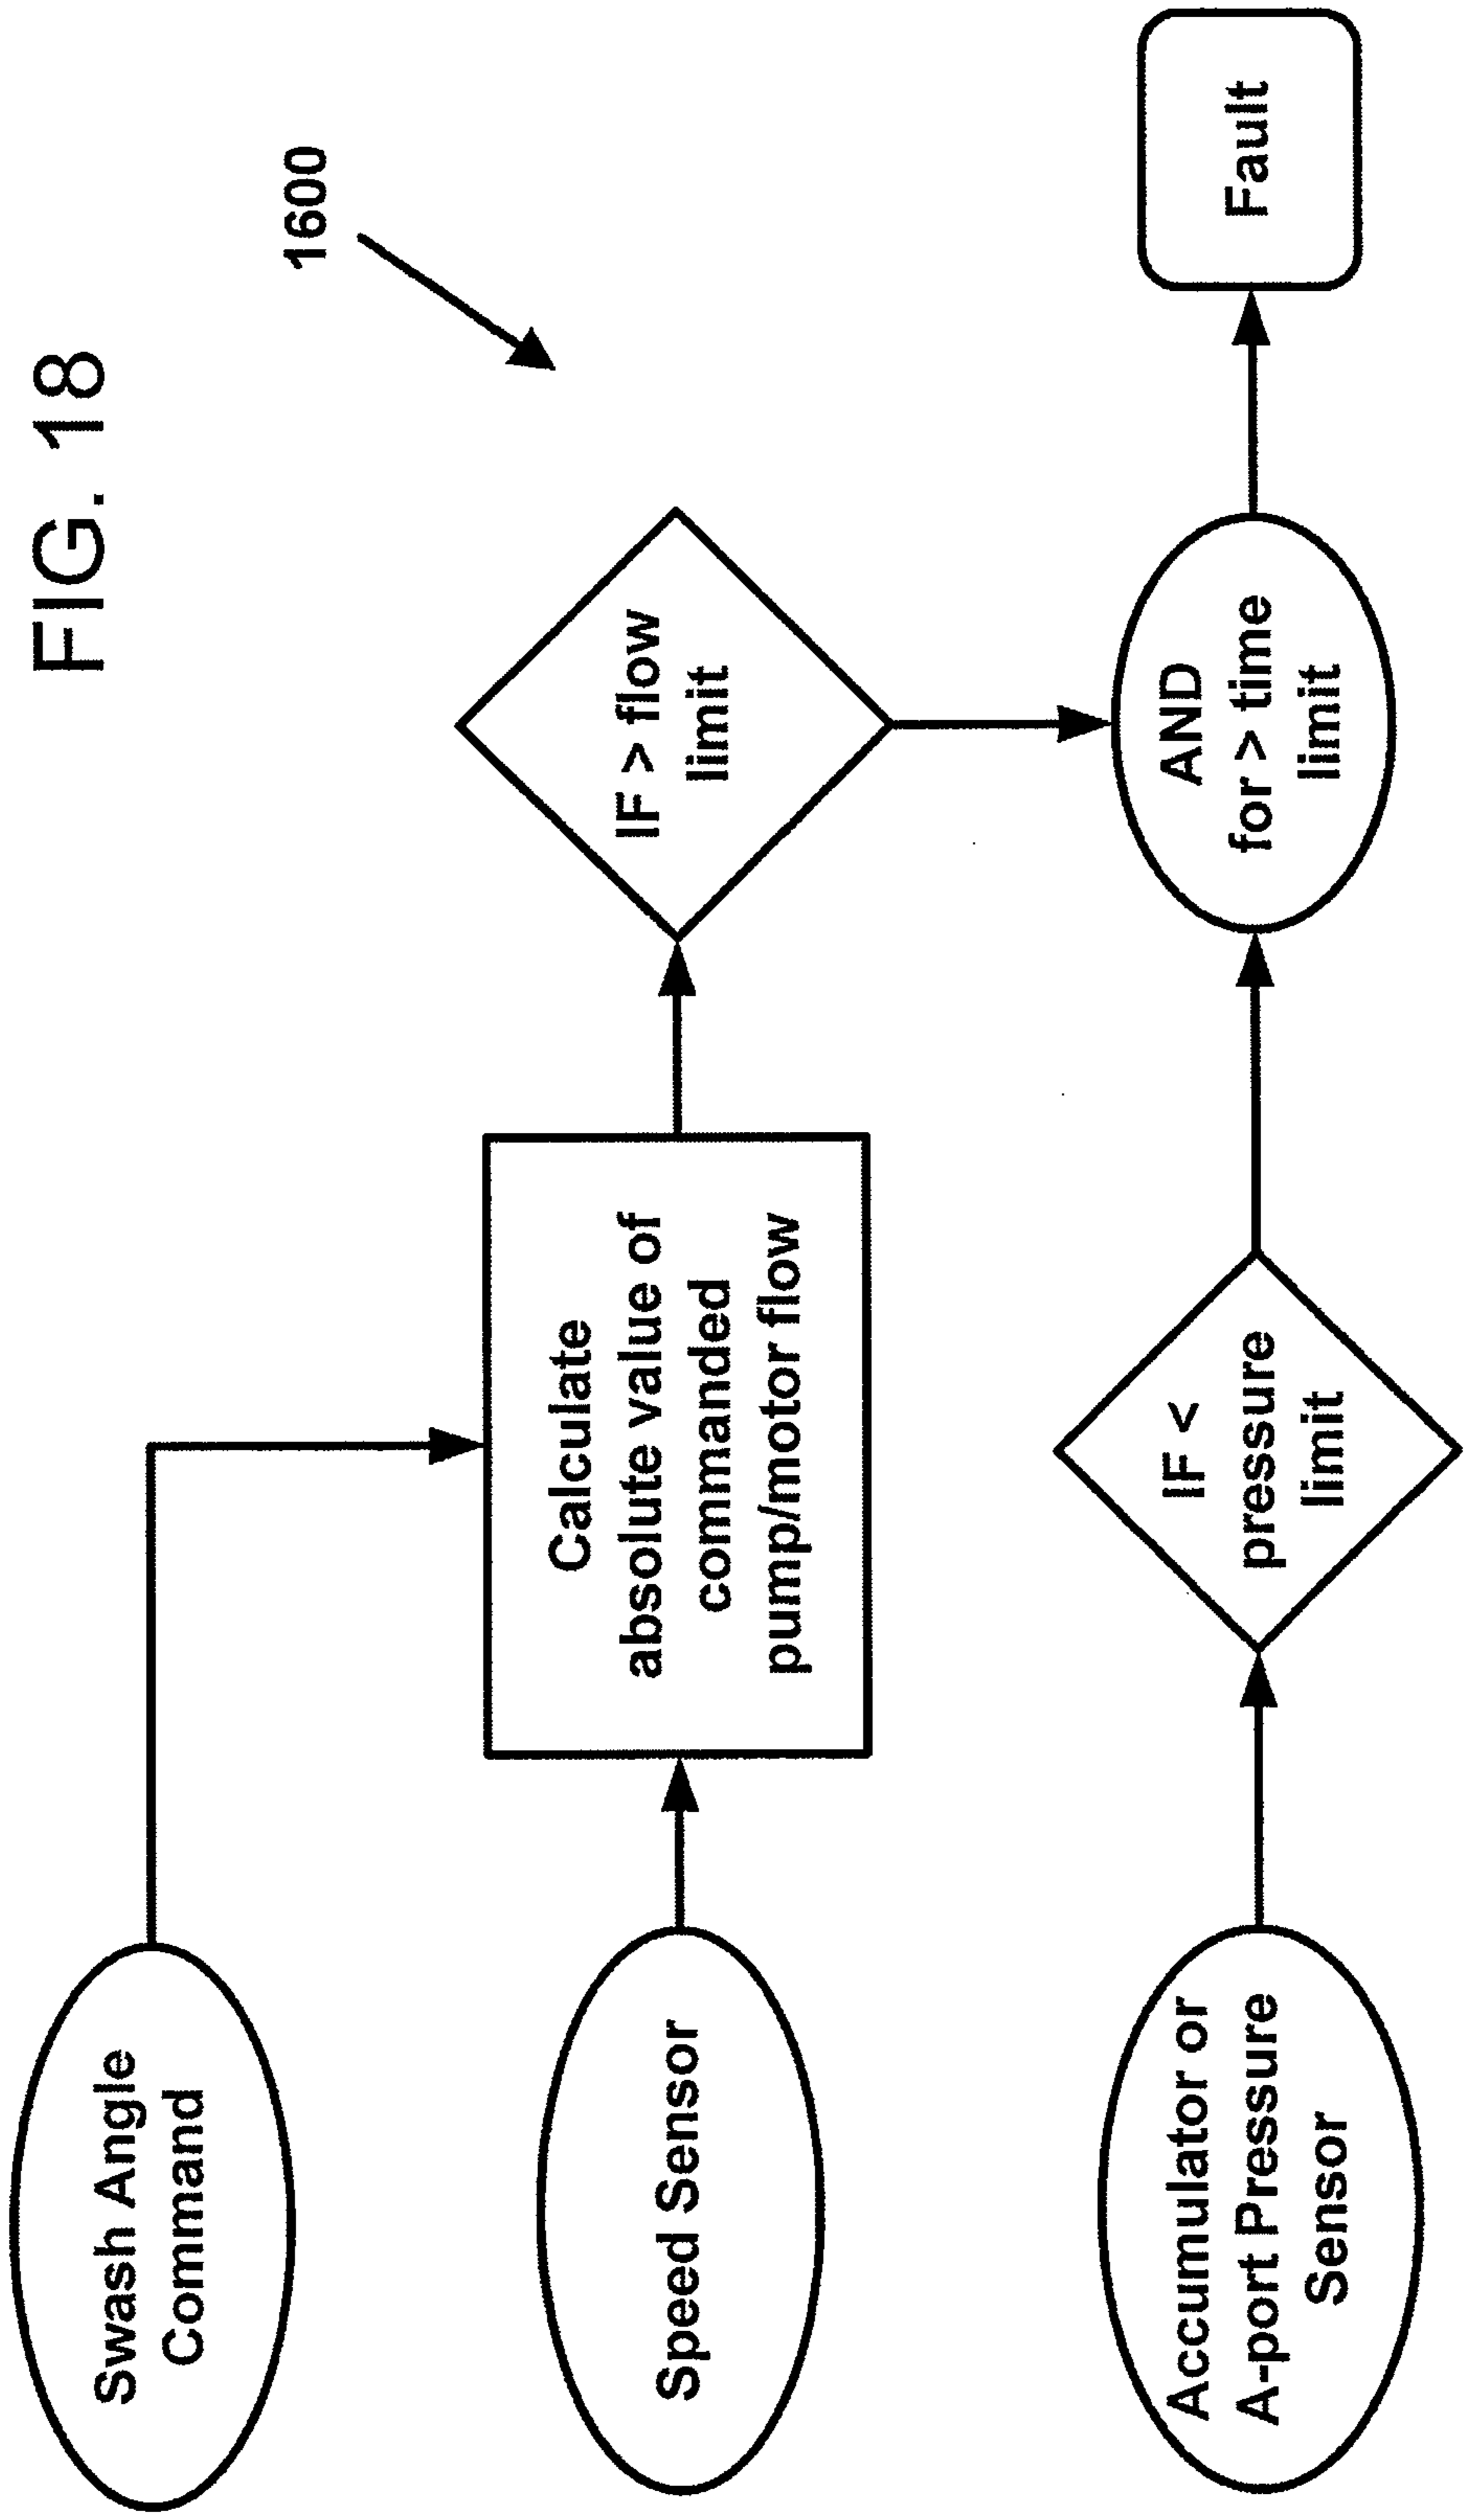 FIG. 18
1600
Swash Angle
Command
Calculate
absolute value of
commanded
pump/motor flow
IF > flow
limit
Speed Sensor
Accumulator or
A-port Pressure
Sensor
IF <
pressure
limit
AND
for > time
limit
Fault